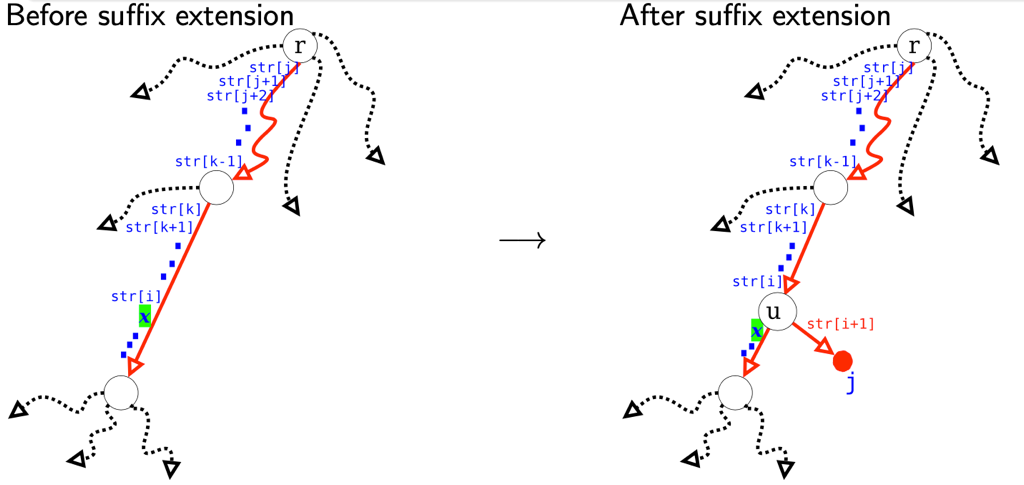 Before suffix extension
r
str[j]
str[j+1]
str[j+2]
str[k-1]
str[k]
str[k+1]
str[i]
x
⟶
After suffix extension
r
str[j]
str[j+1]
str[j+2]
str[k-1]
str[k]
str[k+1]
str[i]
u
x
str[i+1]
j